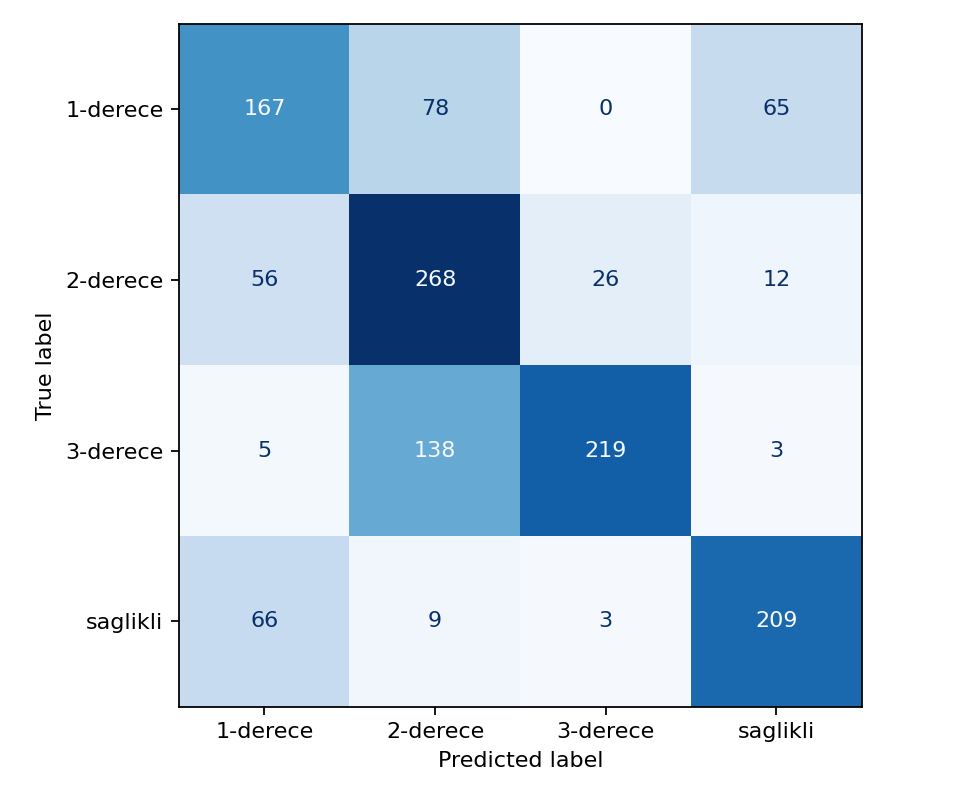 1-derece 167 78 0 65
2-derece 56 268 26 12
3-derece 5 138 219 3
saglikli 66 9 3 209
1-derece 2-derece 3-derece saglikli
Predicted label
True label